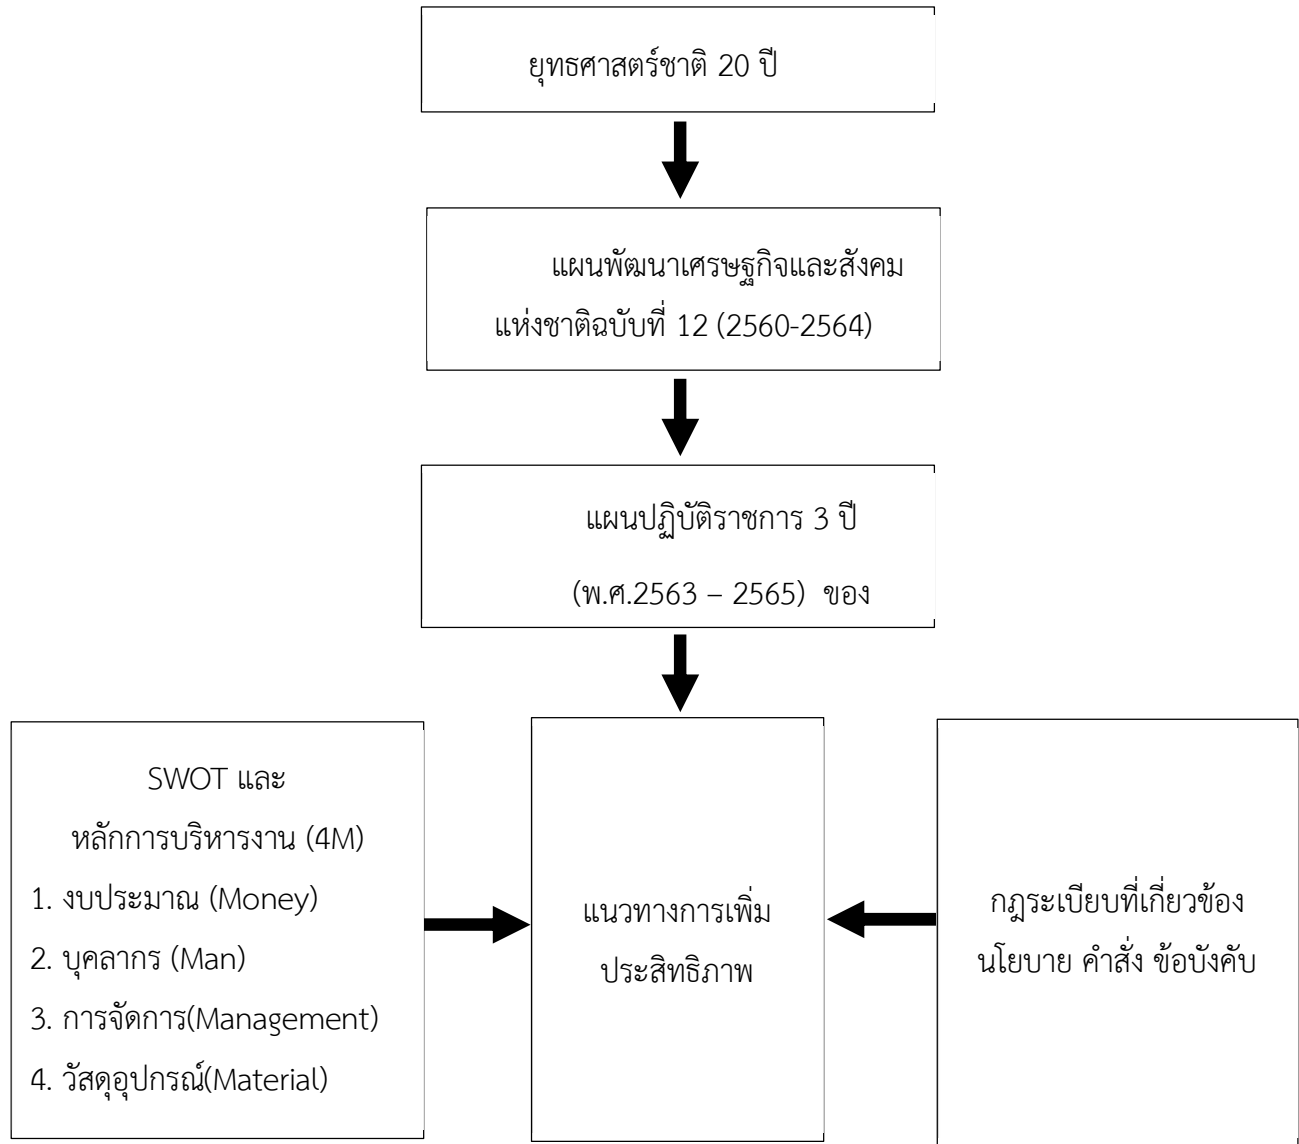 ยุทธศาสตร์ชาติ 20 ปี
แผนพัฒนาเศรษฐกิจและสังคม
แห่งชาติฉบับที่ 12 (2560-2564)
แผนปฏิบัติราชการ 3 ปี
(พ.ศ.2563 – 2565) ของ
SWOT และ
หลักการบริหารงาน (4M)
1. งบประมาณ (Money)
2. บุคลากร (Man)
3. การจัดการ(Management)
4. วัสดุอุปกรณ์(Material)
แนวทางการเพิ่ม
ประสิทธิภาพ
กฎระเบียบที่เกี่ยวข้อง
นโยบาย คำสั่ง ข้อบังคับ